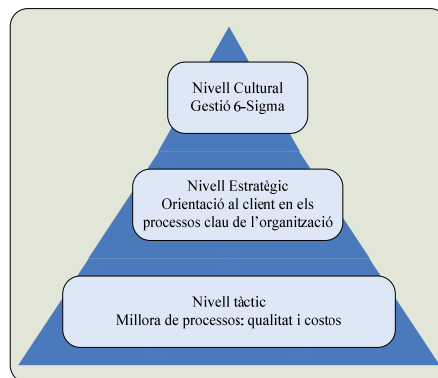 Nivell Cultural
Gestió 6-Sigma
Nivell Estratègic
Orientació al client en els
processos clau de l’organització
Nivell tàctic
Millora de processos: qualitat i costos